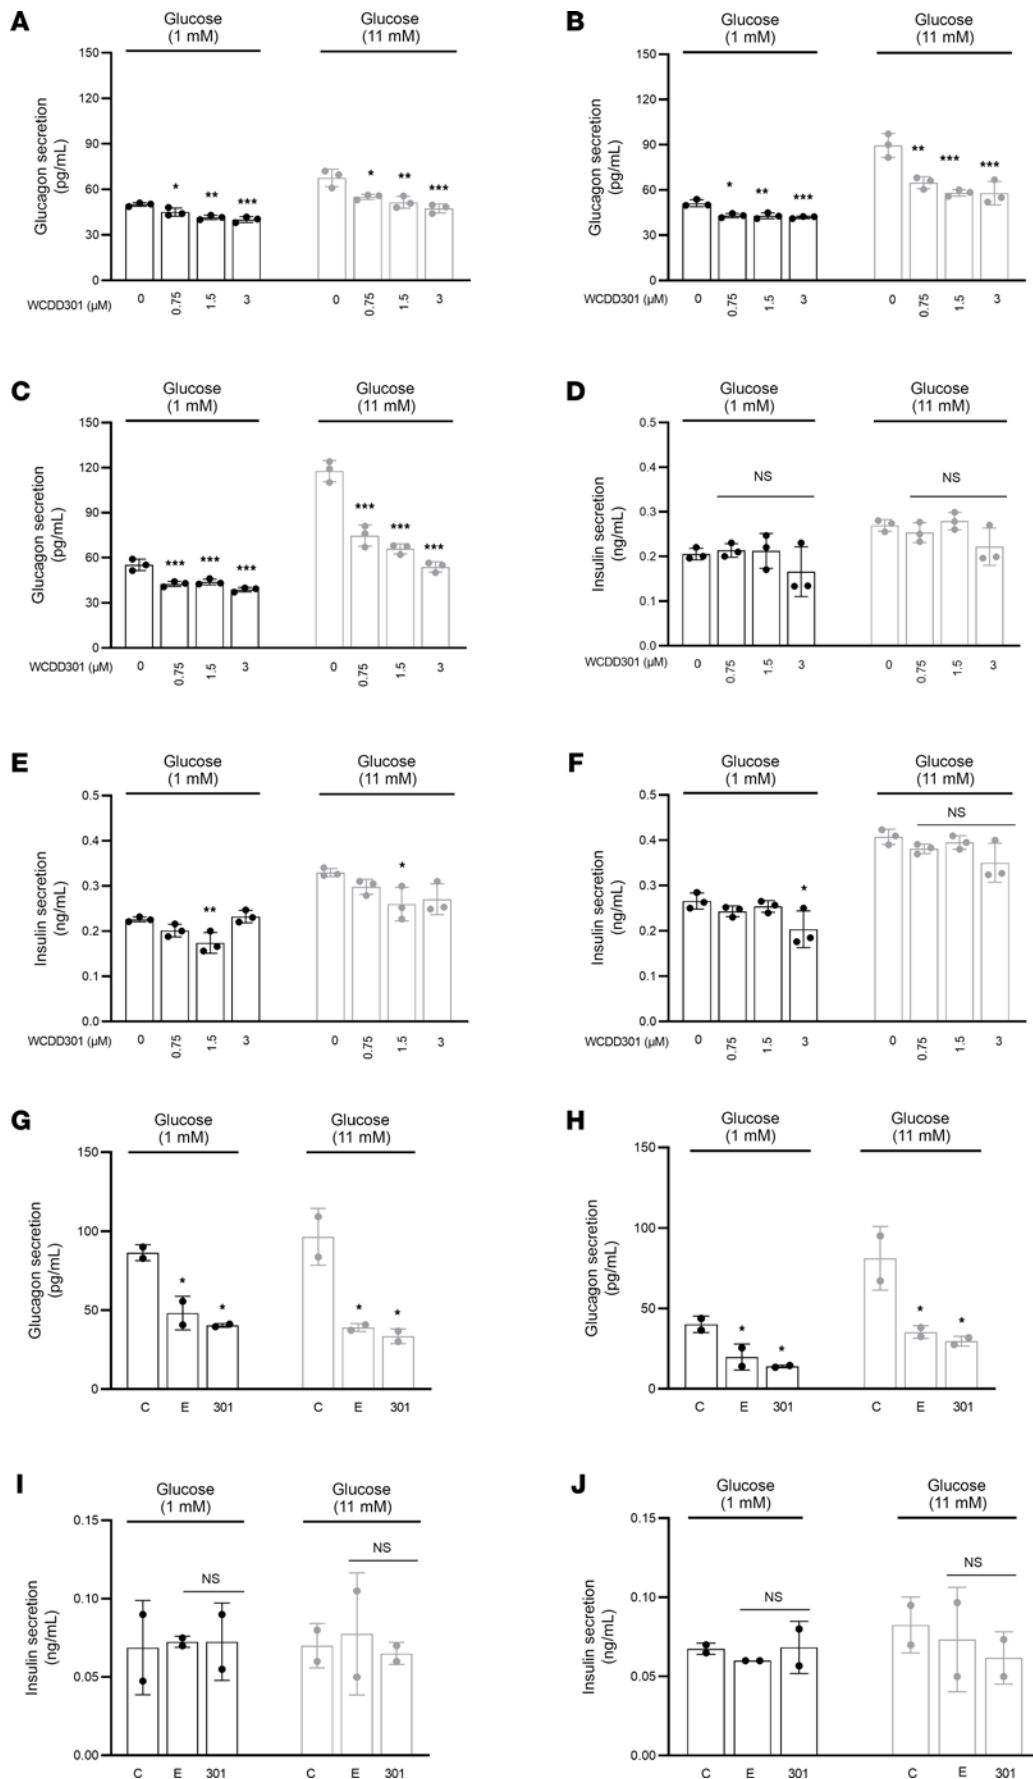 A
Glucose
(1 mM)
Glucose
(11 mM)
Glucagon secretion
(pg/mL)
150
120
90
60
30
0
*
**
***
*
**
***
WCDD301 (µM)
0
0.75
1.5
3
0
0.75
1.5
3
B
Glucose
(1 mM)
Glucose
(11 mM)
Glucagon secretion
(pg/mL)
150
120
90
60
30
0
*
**
***
**
***
***
WCDD301 (µM)
0
0.75
1.5
3
0
0.75
1.5
3
C
Glucose
(1 mM)
Glucose
(11 mM)
Glucagon secretion
(pg/mL)
150
120
90
60
30
0
***
***
***
***
***
***
WCDD301 (µM)
0
0.75
1.5
3
0
0.75
1.5
3
D
Glucose
(1 mM)
Glucose
(11 mM)
Insulin secretion
(ng/mL)
0.5
0.4
0.3
0.2
0.1
0.0
NS
NS
WCDD301 (µM)
0
0.75
1.5
3
0
0.75
1.5
3
E
Glucose
(1 mM)
Glucose
(11 mM)
Insulin secretion
(ng/mL)
0.5
0.4
0.3
0.2
0.1
0.0
**
*
WCDD301 (µM)
0
0.75
1.5
3
0
0.75
1.5
3
F
Glucose
(1 mM)
Glucose
(11 mM)
Insulin secretion
(ng/mL)
0.5
0.4
0.3
0.2
0.1
0.0
*
NS
WCDD301 (µM)
0
0.75
1.5
3
0
0.75
1.5
3
G
Glucose
(1 mM)
Glucose
(11 mM)
Glucagon secretion
(pg/mL)
150
100
50
0
*
*
*
*
C
E
301
C
E
301
H
Glucose
(1 mM)
Glucose
(11 mM)
Glucagon secretion
(pg/mL)
150
100
50
0
*
*
*
*
C
E
301
C
E
301
I
Glucose
(1 mM)
Glucose
(11 mM)
Insulin secretion
(ng/mL)
0.15
0.10
0.05
0.00
NS
NS
C
E
301
C
E
301
J
Glucose
(1 mM)
Glucose
(11 mM)
Insulin secretion
(ng/mL)
0.15
0.10
0.05
0.00
NS
NS
C
E
301
C
E
301